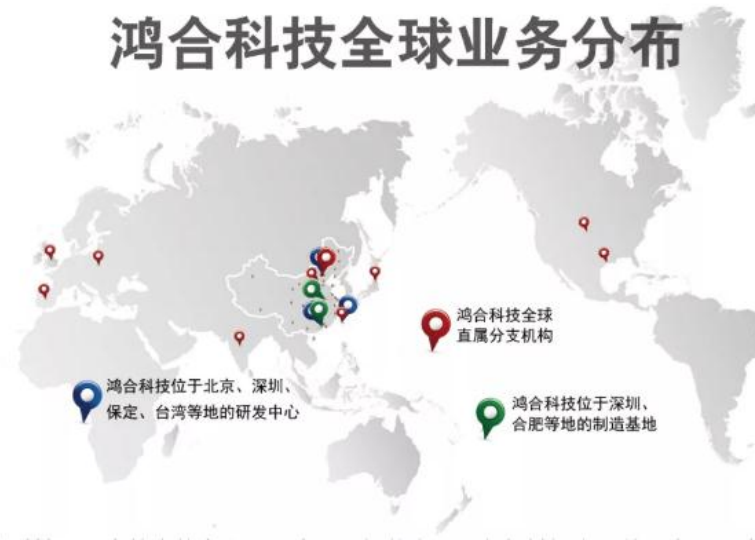 鸿合科技全球业务分布
鸿合科技全球
直属分支机构
鸿合科技位于北京、深圳、
保定、台湾等地的研发中心
鸿合科技位于深圳、
合肥等地的制造基地